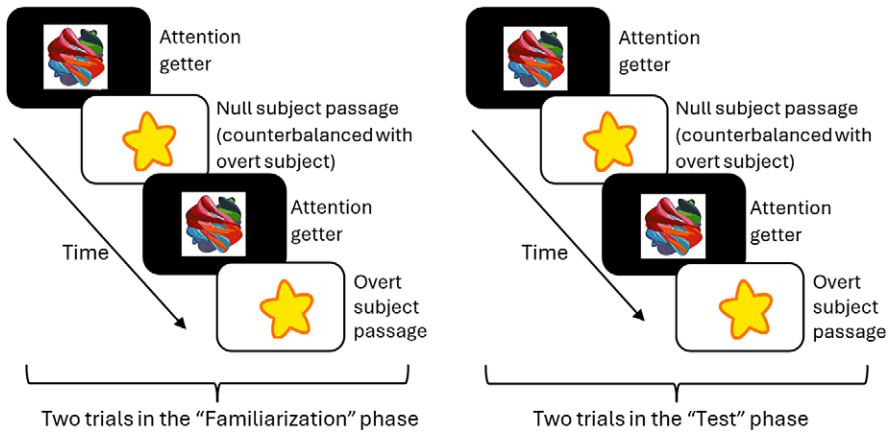 Attention
getter
Null subject passage
(counterbalanced with
overt subject)
Attention
getter
Time
Overt
subject
passage
Two trials in the “Familiarization” phase
Attention
getter
Null subject passage
(counterbalanced with
overt subject)
Attention
getter
Time
Overt
subject
passage
Two trials in the “Test” phase